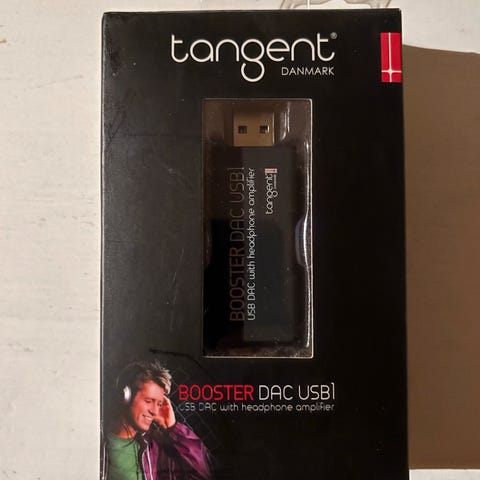 tangent®
DANMARK
BOOSTER DAC USB1
USB DAC with headphone amplifier
tangent
BOOSTER DAC USB1
USB DAC with headphone amplifier